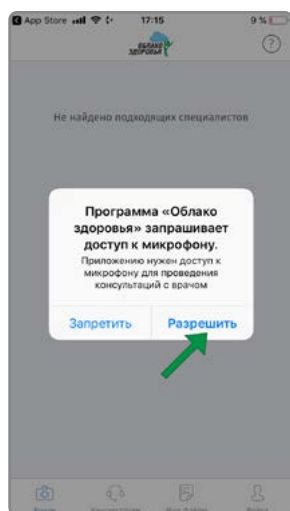 App Store 17:15 9 %
ОБЛАКО
ЗДОРОВЬЯ
?
Не найдено подходящих специалистов
Программа «Облако
здоровья» запрашивает
доступ к микрофону.
Приложению нужен доступ к
микрофону для проведения
консультаций с врачом
Запретить Разрешить